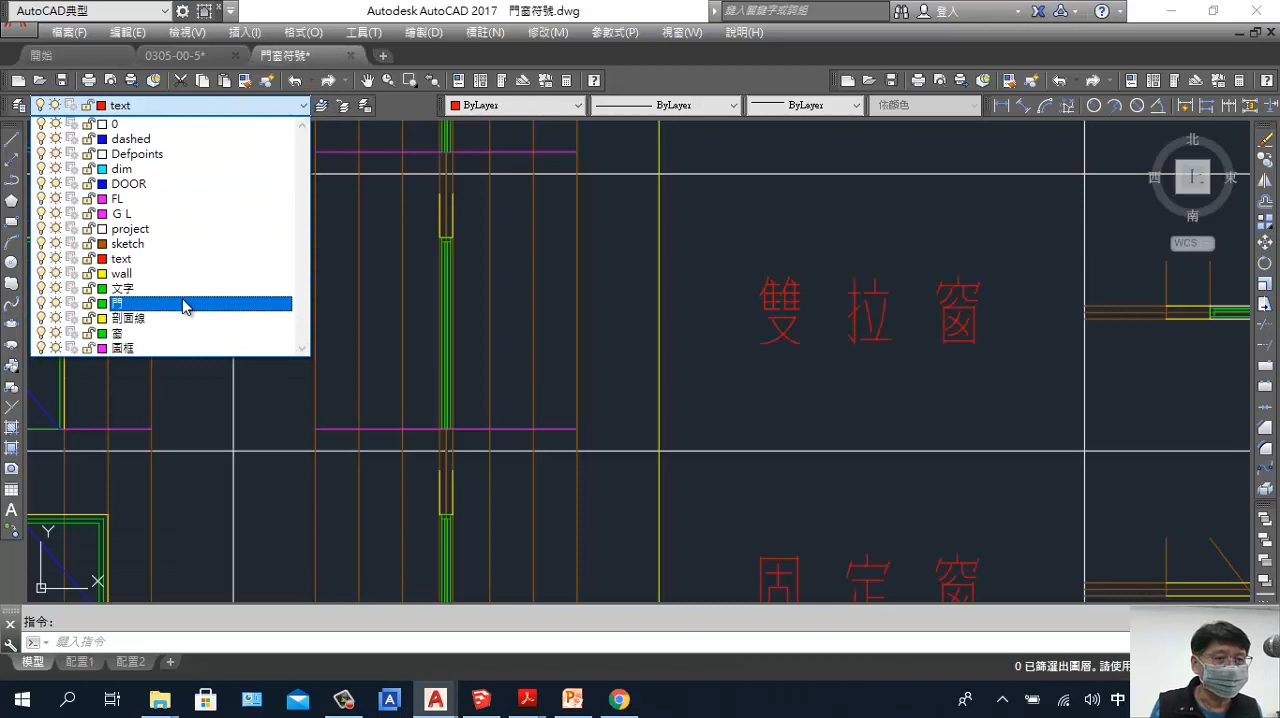 AutoCAD典型
Autodesk AutoCAD 2017 門窗符號.dwg
鍵入關鍵字或詞組
登入
檔案(F) 編輯(E) 檢視(V) 插入(I) 格式(O) 工具(T) 繪製(D) 標註(N) 修改(M) 參數式(P) 視窗(W) 說明(H)
開始 0305-00-5* 門窗符號*
text
ByLayer ByLayer ByLayer 依顏色
0
dashed
Defpoints
dim
DOOR
FL
G L
project
sketch
text
wall
文字
門
剖面線
窗
圖框
北
西 上 東
南
WCS
雙拉窗
固定窗
Y
X
指令:
鍵入指令
模型 配置1 配置2
0 已篩選出圖層。請使用
中